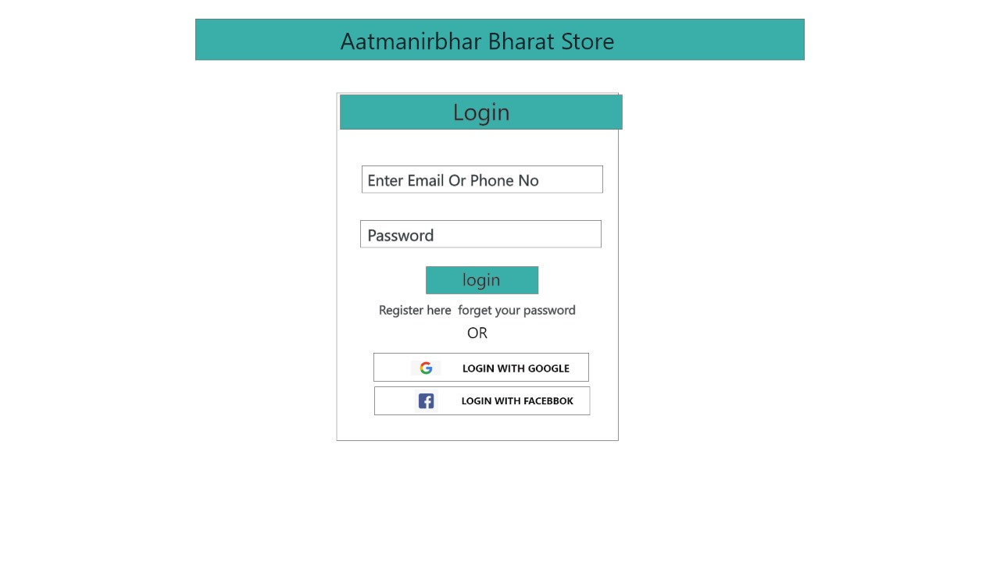 Aatmanirbhar Bharat Store
Login
Enter Email Or Phone No
Password
login
Register here forget your password
OR
LOGIN WITH GOOGLE
LOGIN WITH FACEBBOK